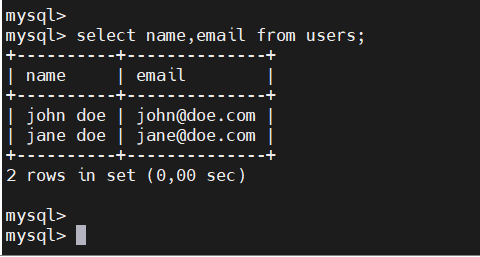 mysql>
mysql> select name,email from users;
+----------+--------------+
| name     | email        |
+----------+--------------+
| john doe | john@doe.com |
| jane doe | jane@doe.com |
+----------+--------------+
2 rows in set (0,00 sec)

mysql>
mysql>